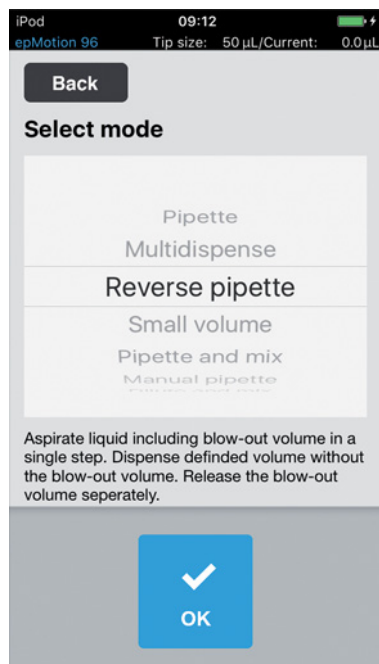 iPod 09:12
epMotion 96 Tip size: 50 µL/Current: 0.0 µL
Back
Select mode
Pipette
Multidispense
Reverse pipette
Small volume
Pipette and mix
Manual pipette
Aspirate liquid including blow-out volume in a
single step. Dispense definded volume without
the blow-out volume. Release the blow-out
volume seperately.
OK